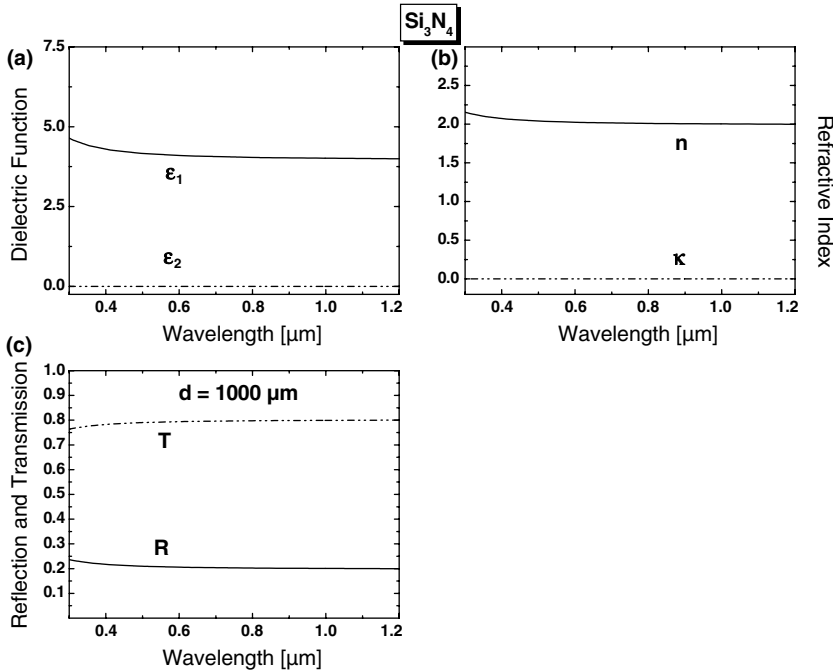 Si₃N₄
(a)
Dielectric Function
7.5
5.0
2.5
0.0
ε₁
ε₂
0.4 0.6 0.8 1.0 1.2
Wavelength [µm]
(b)
Refractive Index
2.5
2.0
1.5
1.0
0.5
0.0
n
κ
0.4 0.6 0.8 1.0 1.2
Wavelength [µm]
(c)
Reflection and Transmission
1.0
0.9
0.8
0.7
0.6
0.5
0.4
0.3
0.2
0.1
d = 1000 µm
T
R
0.4 0.6 0.8 1.0 1.2
Wavelength [µm]